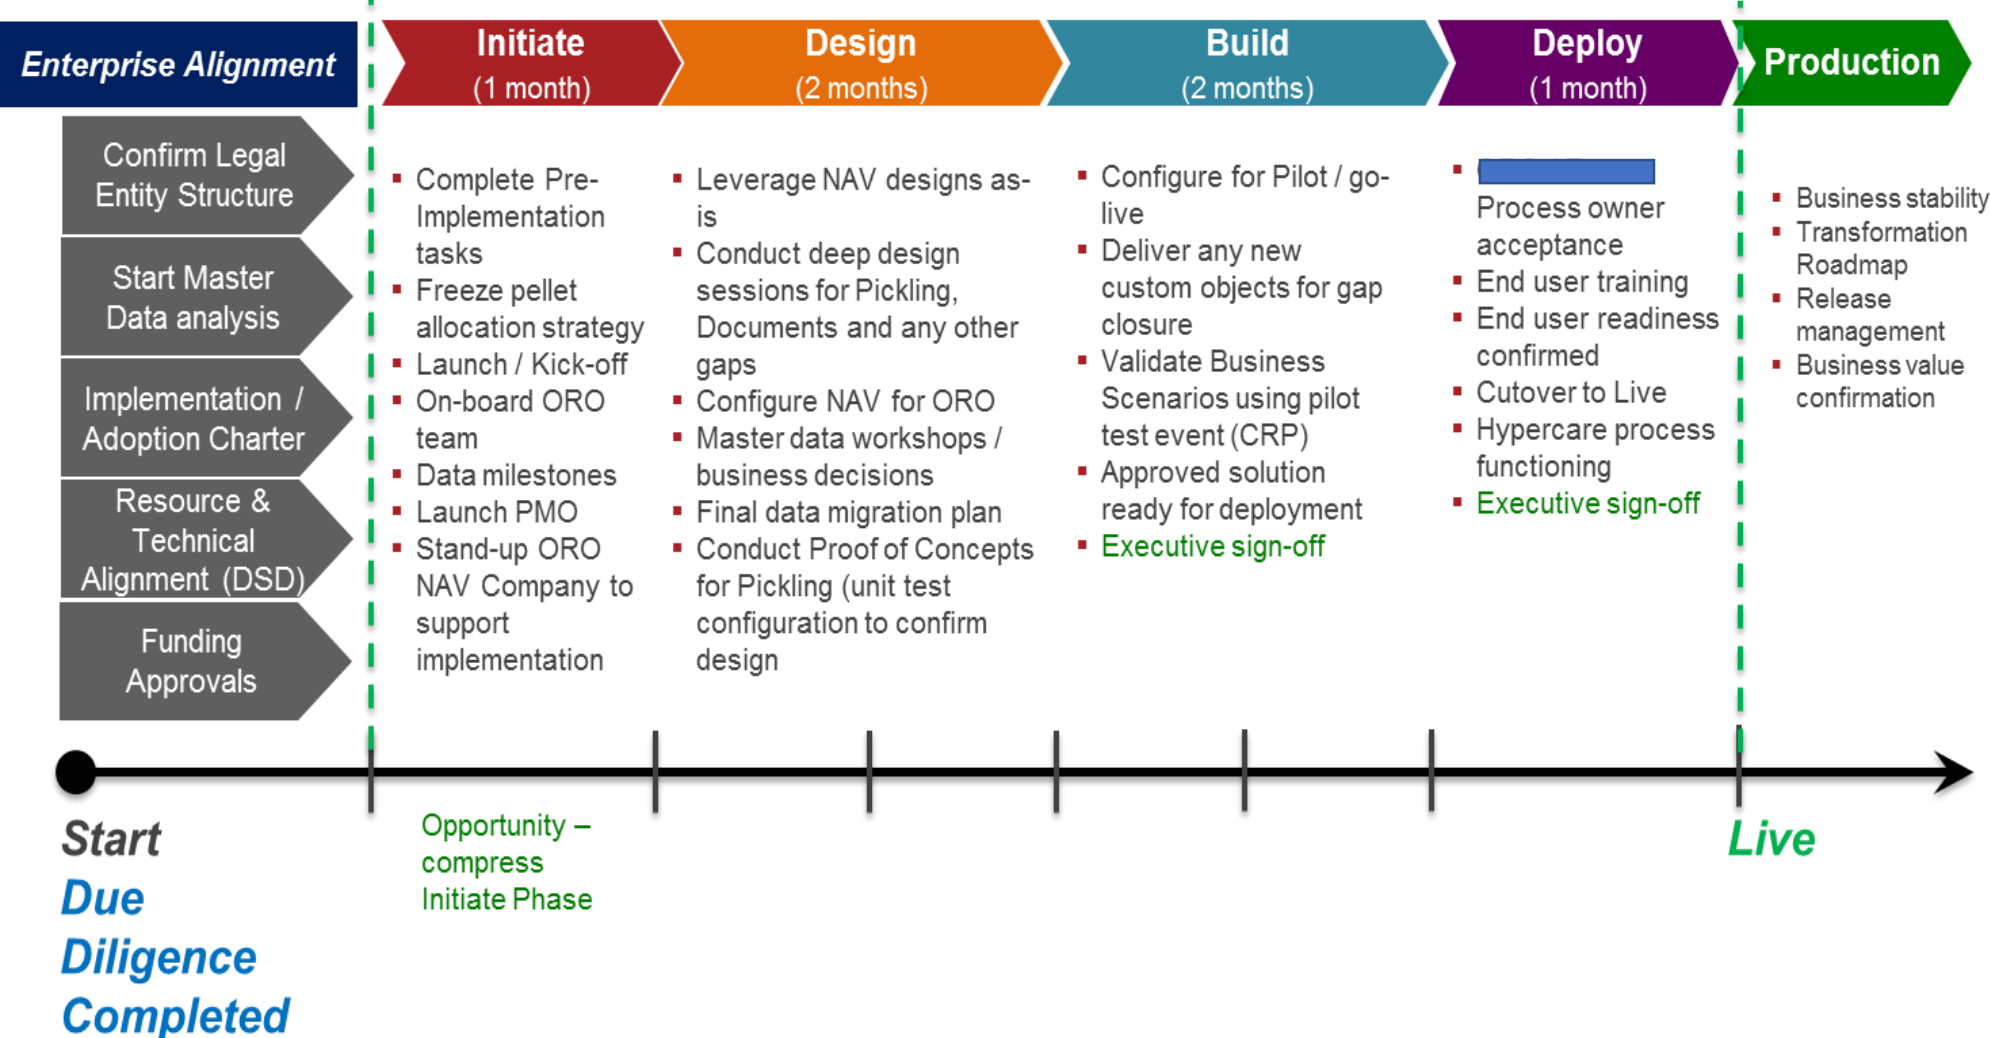 Enterprise Alignment
Confirm Legal
Entity Structure
Start Master
Data analysis
Implementation /
Adoption Charter
Resource &
Technical
Alignment (DSD)
Funding
Approvals
Initiate
(1 month)
▪ Complete Pre-
Implementation
tasks
▪ Freeze pellet
allocation strategy
▪ Launch / Kick-off
▪ On-board ORO
team
▪ Data milestones
▪ Launch PMO
▪ Stand-up ORO
NAV Company to
support
implementation
Design
(2 months)
▪ Leverage NAV designs as-
is
▪ Conduct deep design
sessions for Pickling,
Documents and any other
gaps
▪ Configure NAV for ORO
▪ Master data workshops /
business decisions
▪ Final data migration plan
▪ Conduct Proof of Concepts
for Pickling (unit test
configuration to confirm
design
Build
(2 months)
▪ Configure for Pilot / go-
live
▪ Deliver any new
custom objects for gap
closure
▪ Validate Business
Scenarios using pilot
test event (CRP)
▪ Approved solution
ready for deployment
▪ Executive sign-off
Deploy
(1 month)
▪
Process owner
acceptance
▪ End user training
▪ End user readiness
confirmed
▪ Cutover to Live
▪ Hypercare process
functioning
▪ Executive sign-off
Production
▪ Business stability
▪ Transformation
Roadmap
▪ Release
management
▪ Business value
confirmation
Start
Due
Diligence
Completed
Opportunity –
compress
Initiate Phase
Live